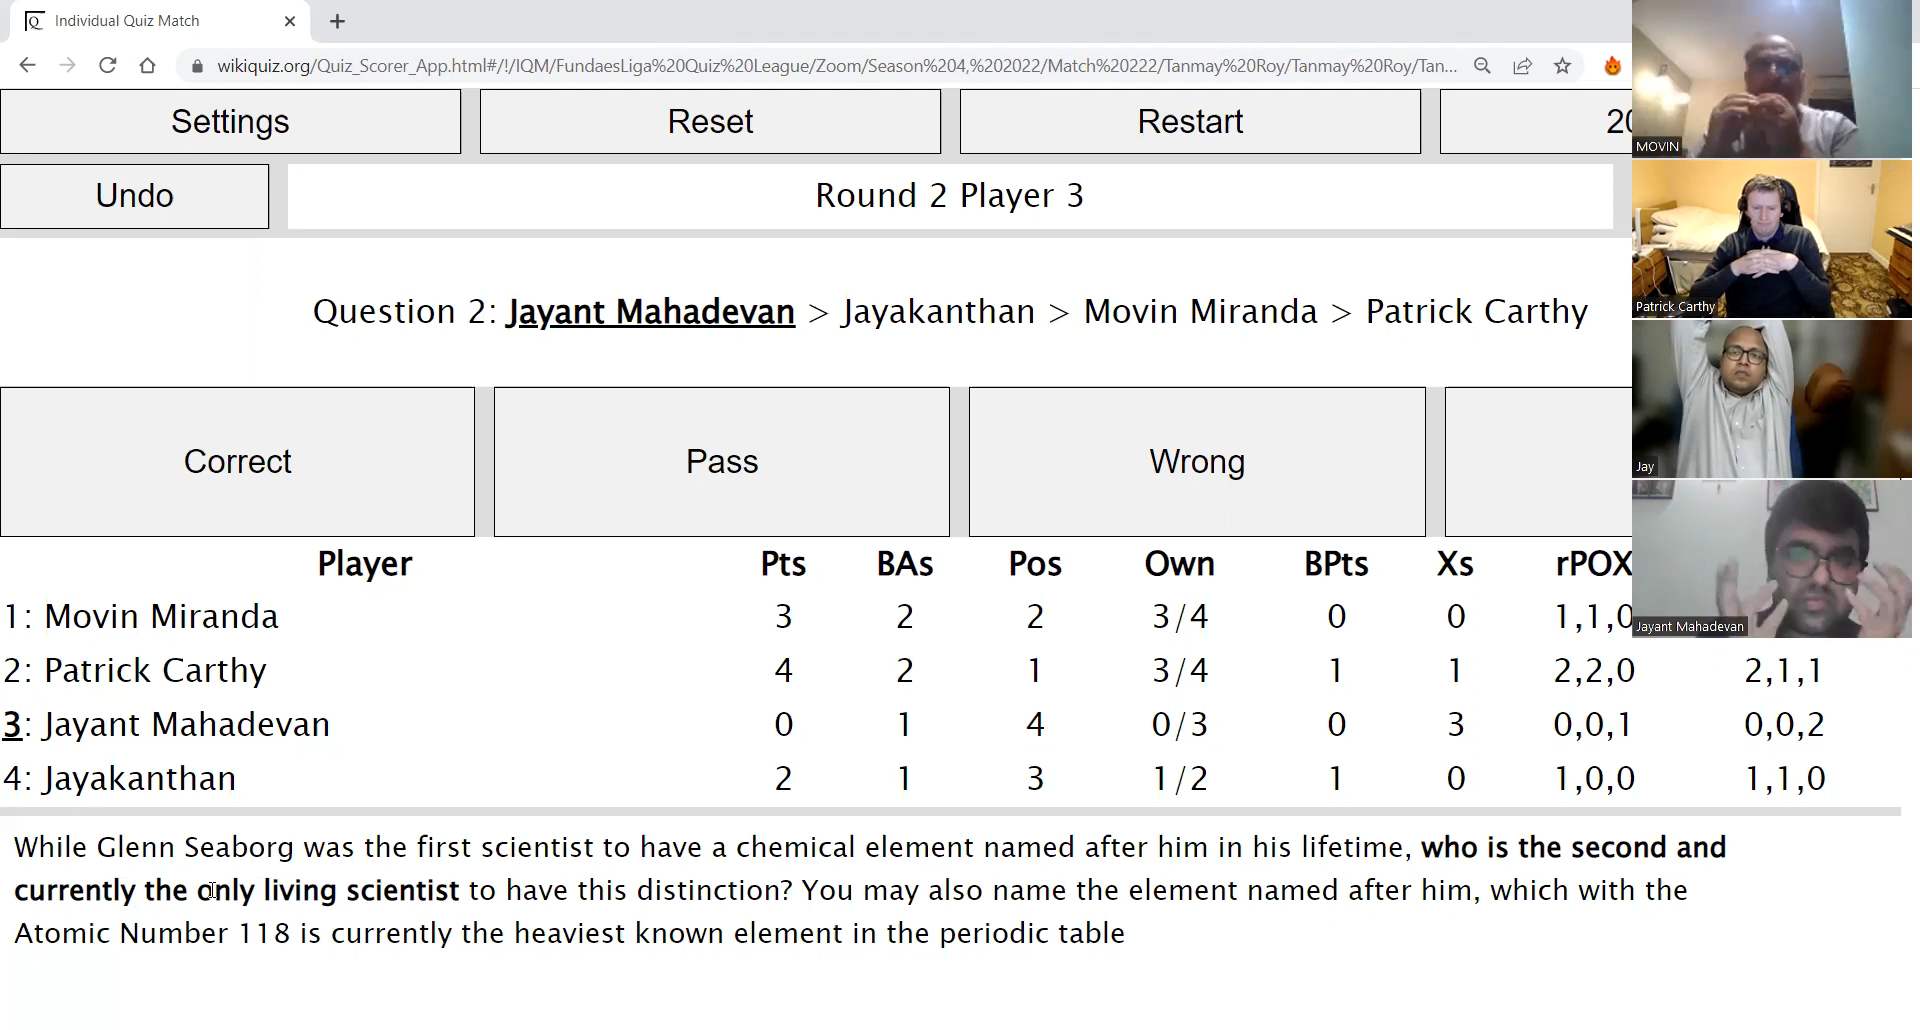 Individual Quiz Match
wikiquiz.org/Quiz_Scorer_App.html#/!/IQM/FundaesLiga%20Quiz%20League/Zoom/Season%204,%202022/Match%20222/Tanmay%20Roy/Tanmay%20Roy/Tan...
Settings Reset Restart 20
Undo Round 2 Player 3
Question 2: Jayant Mahadevan > Jayakanthan > Movin Miranda > Patrick Carthy
Correct Pass Wrong
Player Pts BAs Pos Own BPts Xs rPOX
1: Movin Miranda 3 2 2 3/4 0 0 1,1,0
2: Patrick Carthy 4 2 1 3/4 1 1 2,2,0 2,1,1
3: Jayant Mahadevan 0 1 4 0/3 0 3 0,0,1 0,0,2
4: Jayakanthan 2 1 3 1/2 1 0 1,0,0 1,1,0
While Glenn Seaborg was the first scientist to have a chemical element named after him in his lifetime, who is the second and
currently the only living scientist to have this distinction? You may also name the element named after him, which with the
Atomic Number 118 is currently the heaviest known element in the periodic table
MOVIN
Patrick Carthy
Jay
Jayant Mahadevan